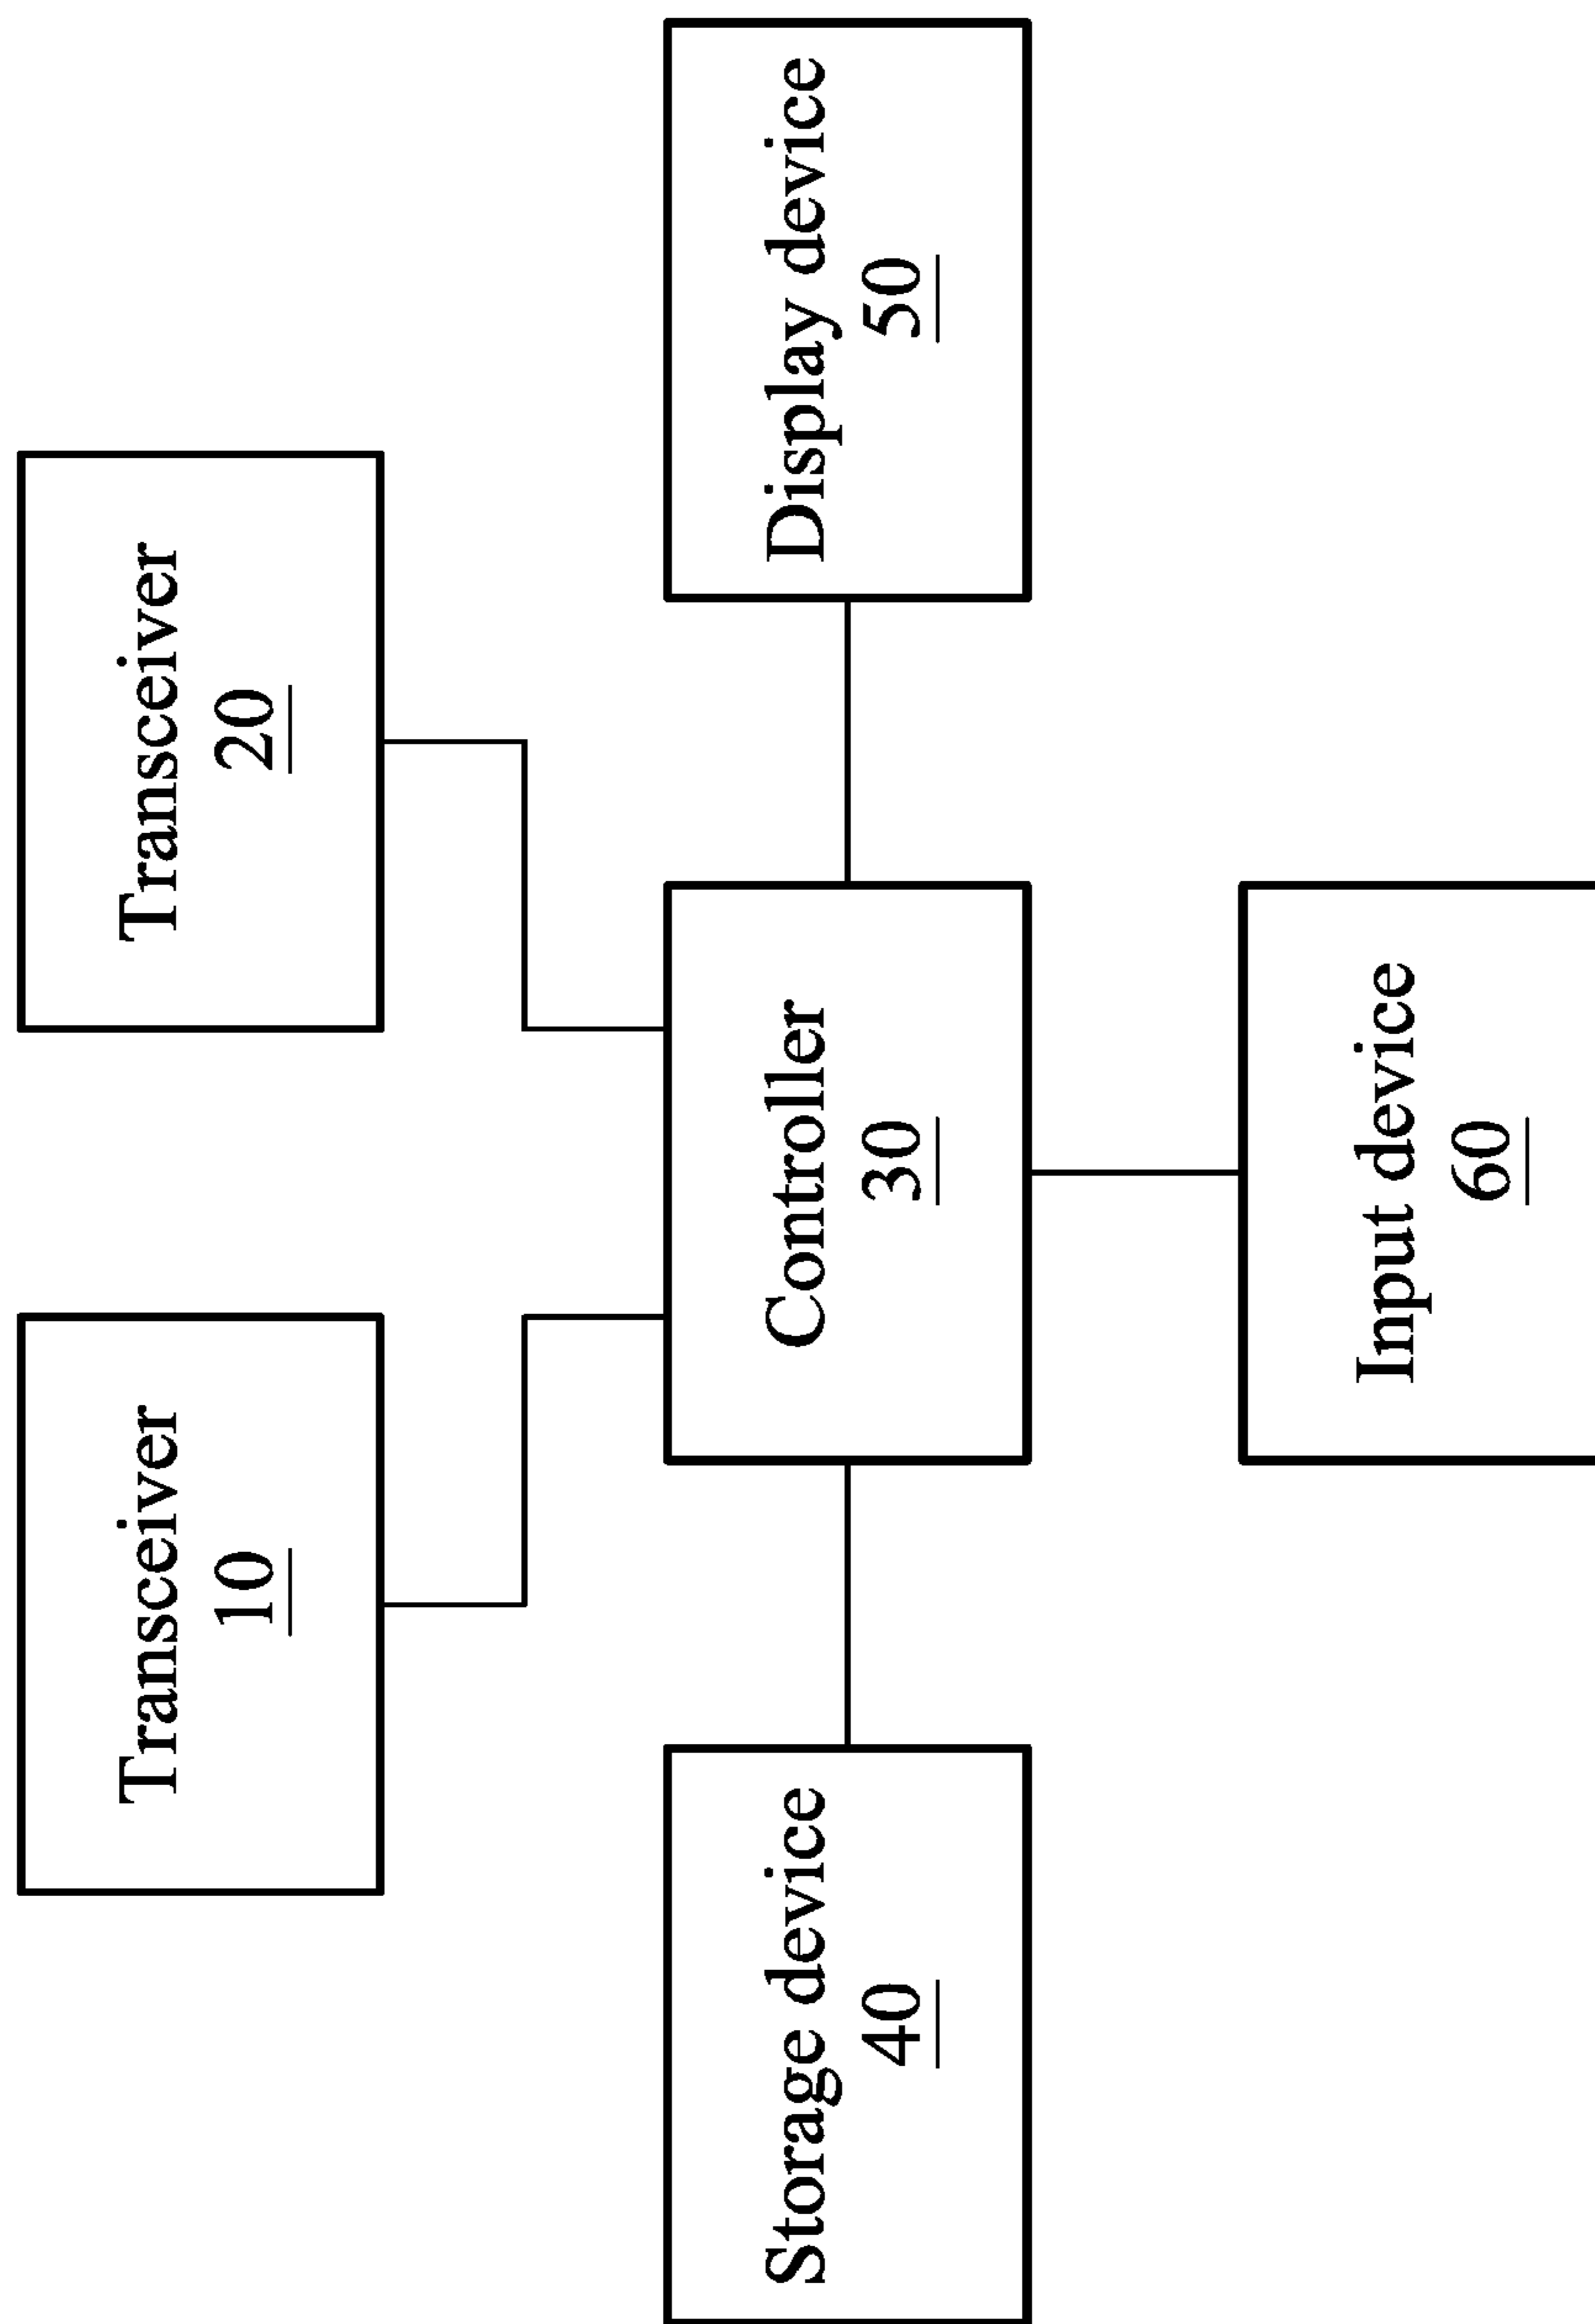 Transceiver
10
Transceiver
20
Storage device
40
Controller
30
Display device
50
Input device
60